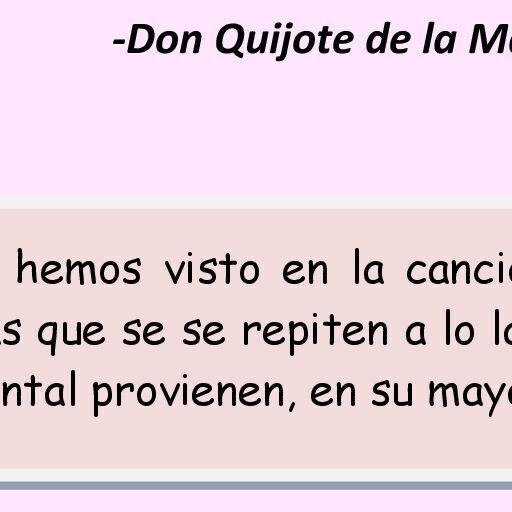 -Don Quijote de la
hemos visto en la
que se se repiten a lo
provienen, en su